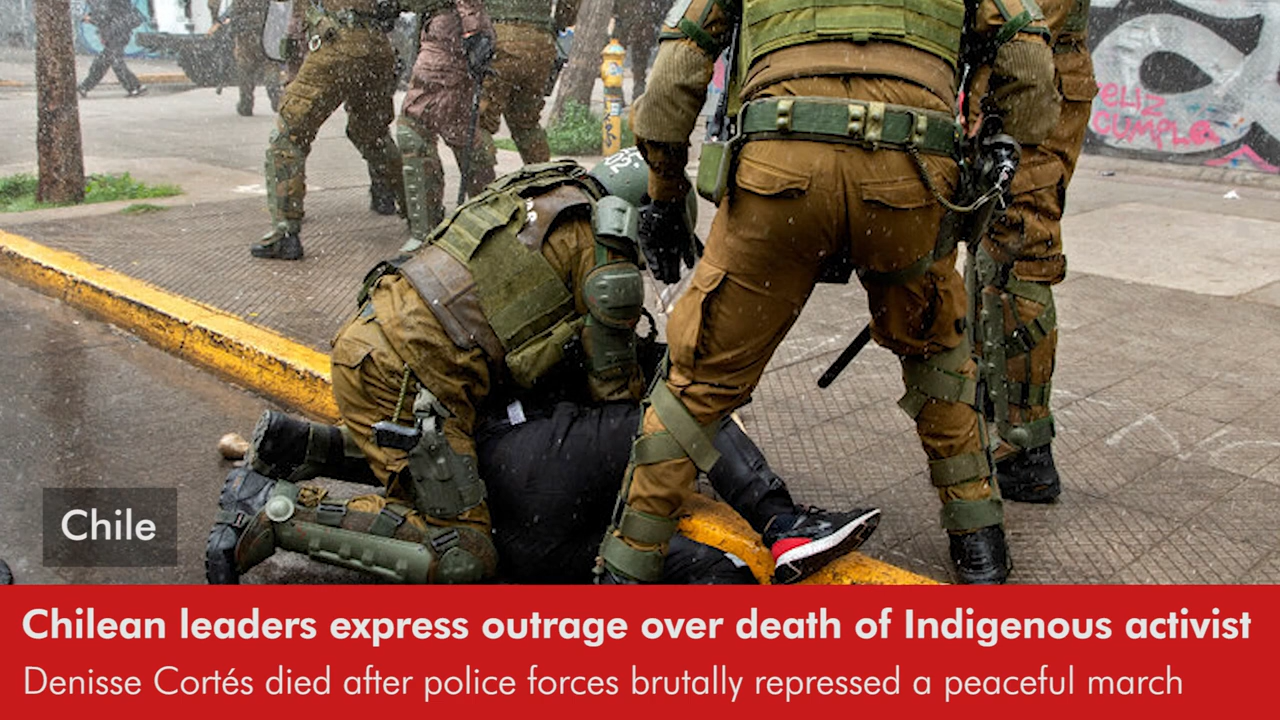 FELIZ
CUMPLE
Chile
Chilean leaders express outrage over death of Indigenous activist
Denisse Cortés died after police forces brutally repressed a peaceful march